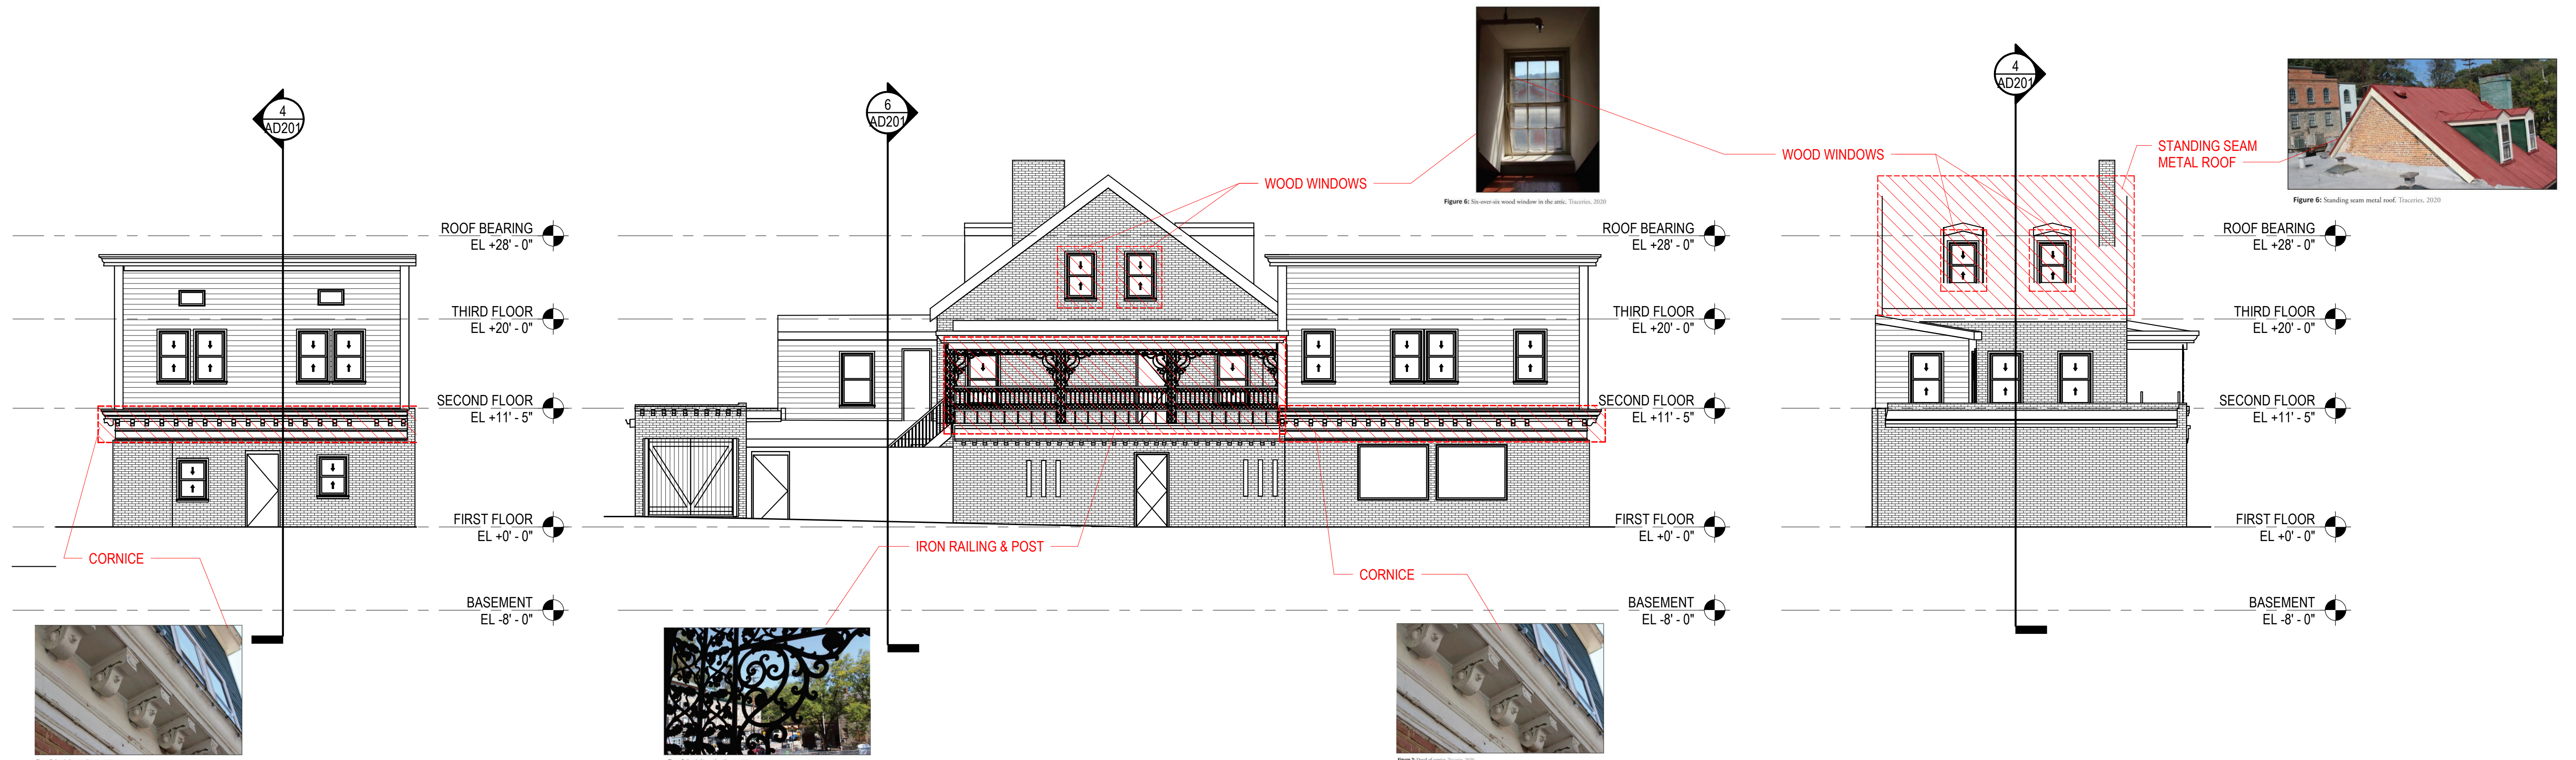 4
AD201
ROOF BEARING
EL +28' - 0"
THIRD FLOOR
EL +20' - 0"
SECOND FLOOR
EL +11' - 5"
FIRST FLOOR
EL +0' - 0"
BASEMENT
EL -8' - 0"
CORNICE
6
AD201
WOOD WINDOWS
Figure 6: Six-over-six wood window in the attic. Traceries, 2020
ROOF BEARING
EL +28' - 0"
THIRD FLOOR
EL +20' - 0"
SECOND FLOOR
EL +11' - 5"
FIRST FLOOR
EL +0' - 0"
BASEMENT
EL -8' - 0"
IRON RAILING & POST
CORNICE
4
AD201
WOOD WINDOWS
STANDING SEAM
METAL ROOF
Figure 6: Standing seam metal roof. Traceries, 2020
ROOF BEARING
EL +28' - 0"
THIRD FLOOR
EL +20' - 0"
SECOND FLOOR
EL +11' - 5"
FIRST FLOOR
EL +0' - 0"
BASEMENT
EL -8' - 0"